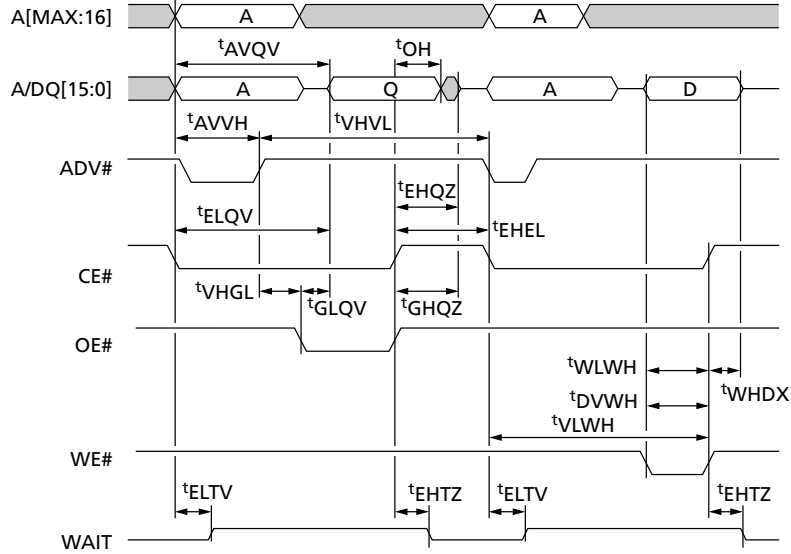 A[MAX:16] A A
tAVQV tOH
A/DQ[15:0] A Q A D
tAVVH tVHVL
ADV#
tEHQZ
tELQV tEHEL
CE#
tVHGL tGLQV tGHQZ
OE#
tWLWH tWHDX
tDVWH
tVLWH
WE#
tELTV tEHTZ tELTV tEHTZ
WAIT